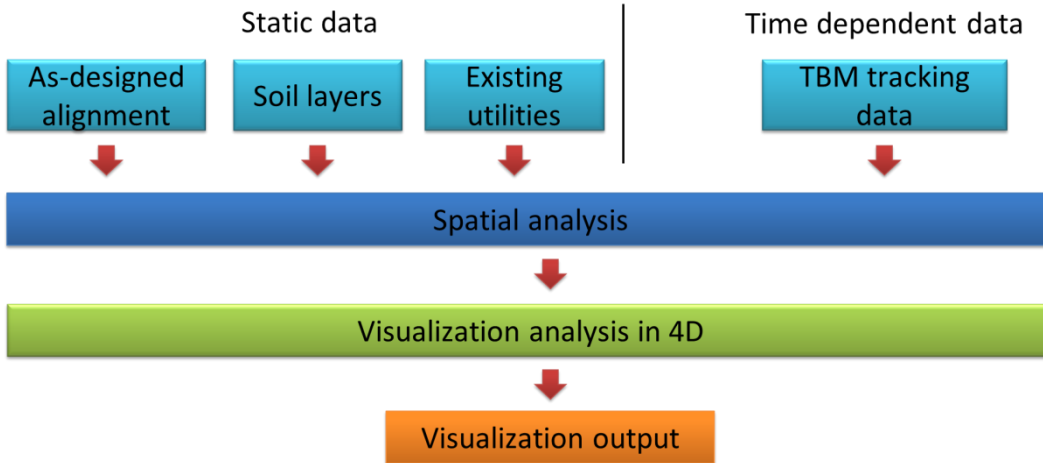 Static data
Time dependent data
As-designed
alignment
Soil layers
Existing
utilities
TBM tracking
data
Spatial analysis
Visualization analysis in 4D
Visualization output